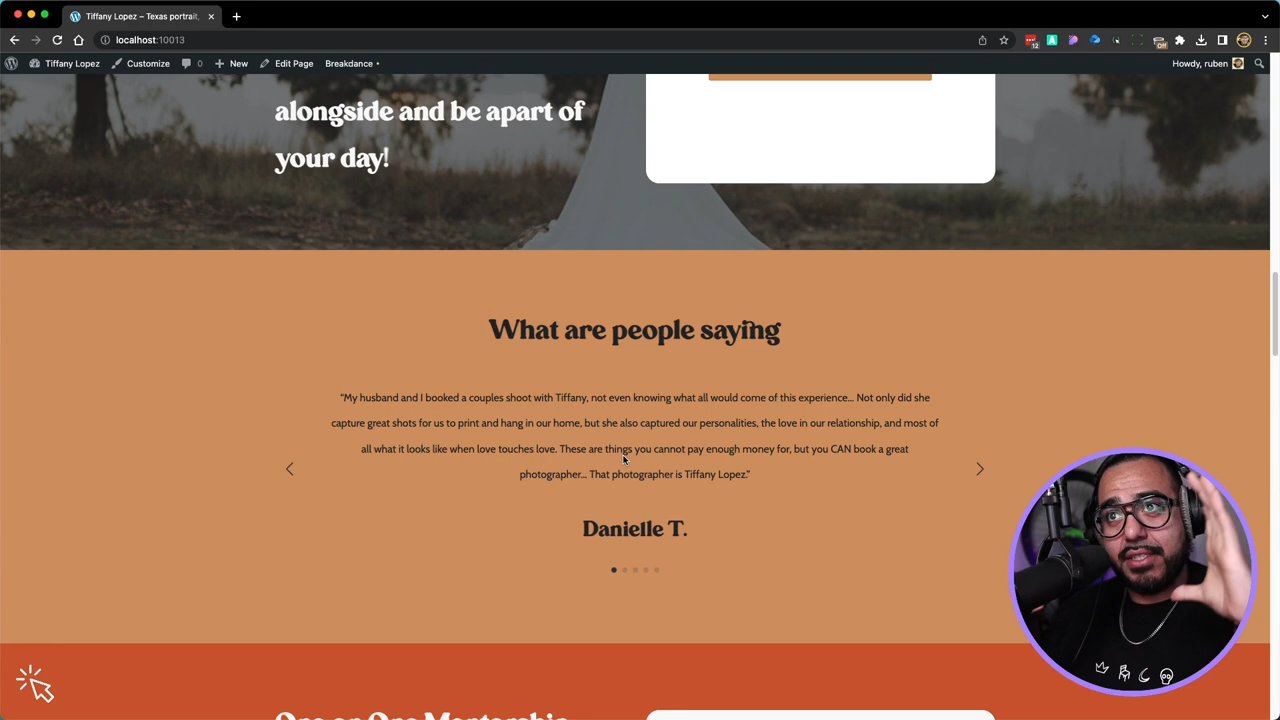 Tiffany Lopez – Texas portrait,
localhost:10013
12
Off
Tiffany Lopez
Customize
0
New
Edit Page
Breakdance
Howdy, ruben
alongside and be apart of
your day!
What are people saying
“My husband and I booked a couples shoot with Tiffany, not even knowing what all would come of this experience… Not only did she
capture great shots for us to print and hang in our home, but she also captured our personalities, the love in our relationship, and most of
all what it looks like when love touches love. These are things you cannot pay enough money for, but you CAN book a great
photographer… That photographer is Tiffany Lopez.”
Danielle T.
One on One Mentorship